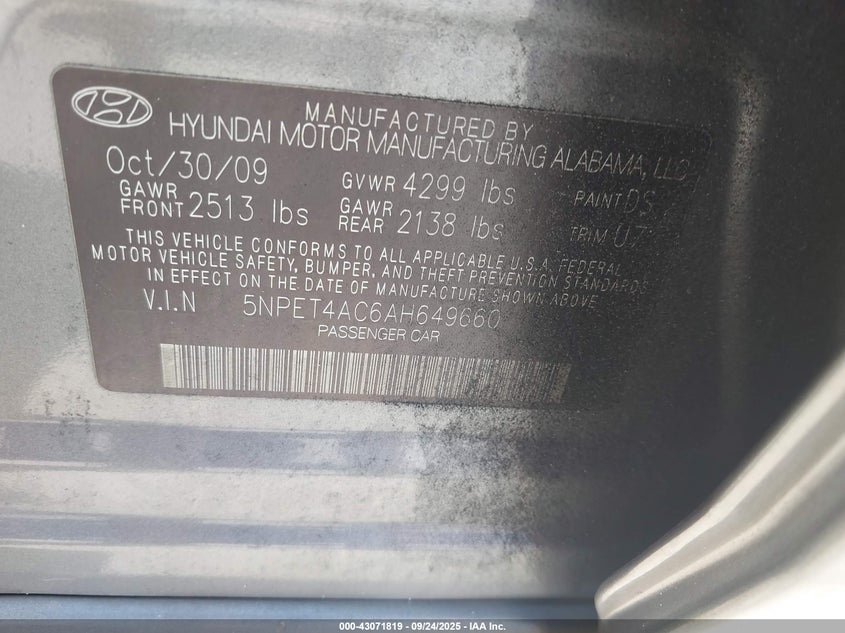 MANUFACTURED BY
HYUNDAI MOTOR MANUFACTURING ALABAMA, LLC
Oct/30/09 GVWR 4299 lbs PAINT DS
GAWR FRONT 2513 lbs GAWR REAR 2138 lbs TRIM U7
THIS VEHICLE CONFORMS TO ALL APPLICABLE U.S.A. FEDERAL
MOTOR VEHICLE SAFETY, BUMPER, AND THEFT PREVENTION STANDARDS
IN EFFECT ON THE DATE OF MANUFACTURE SHOWN ABOVE
V.I.N 5NPET4AC6AH649660
PASSENGER CAR
000-43071819 - 09/24/2025 - IAA Inc.